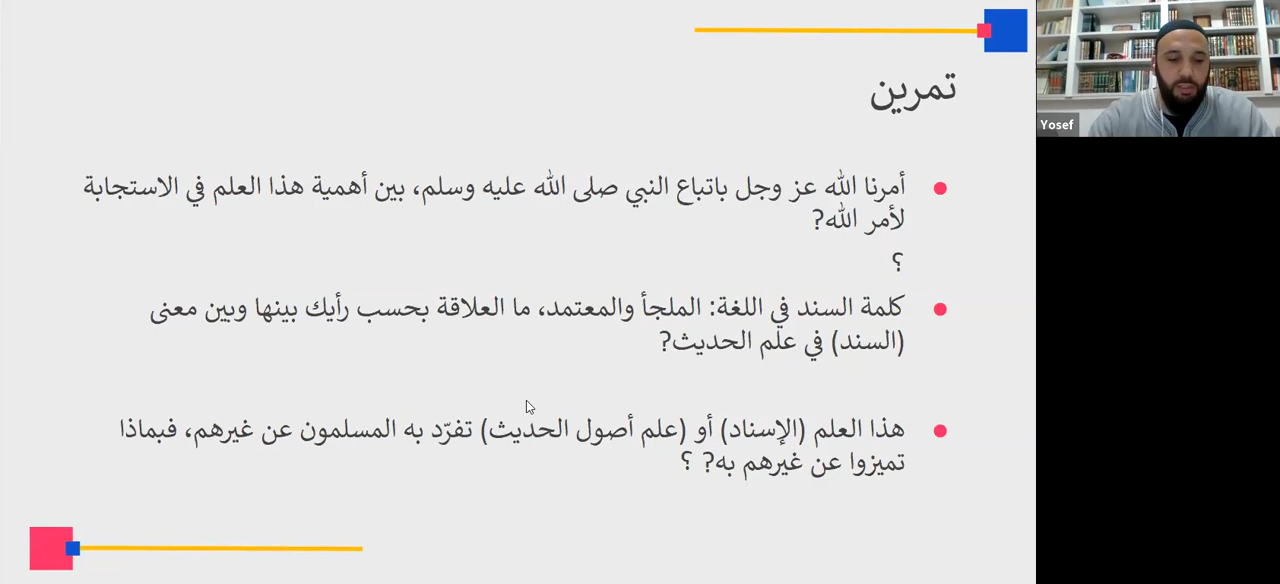 تمرين
أمرنا الله عز وجل باتباع النبي صلى الله عليه وسلم، بين أهمية هذا العلم في الاستجابة
لأمر الله?
؟
كلمة السند في اللغة: الملجأ والمعتمد، ما العلاقة بحسب رأيك بينها وبين معنى
(السند) في علم الحديث?
هذا العلم (الإسناد) أو (علم أصول الحديث) تفرّد به المسلمون عن غيرهم، فبماذا
تميزوا عن غيرهم به? ؟
Yosef